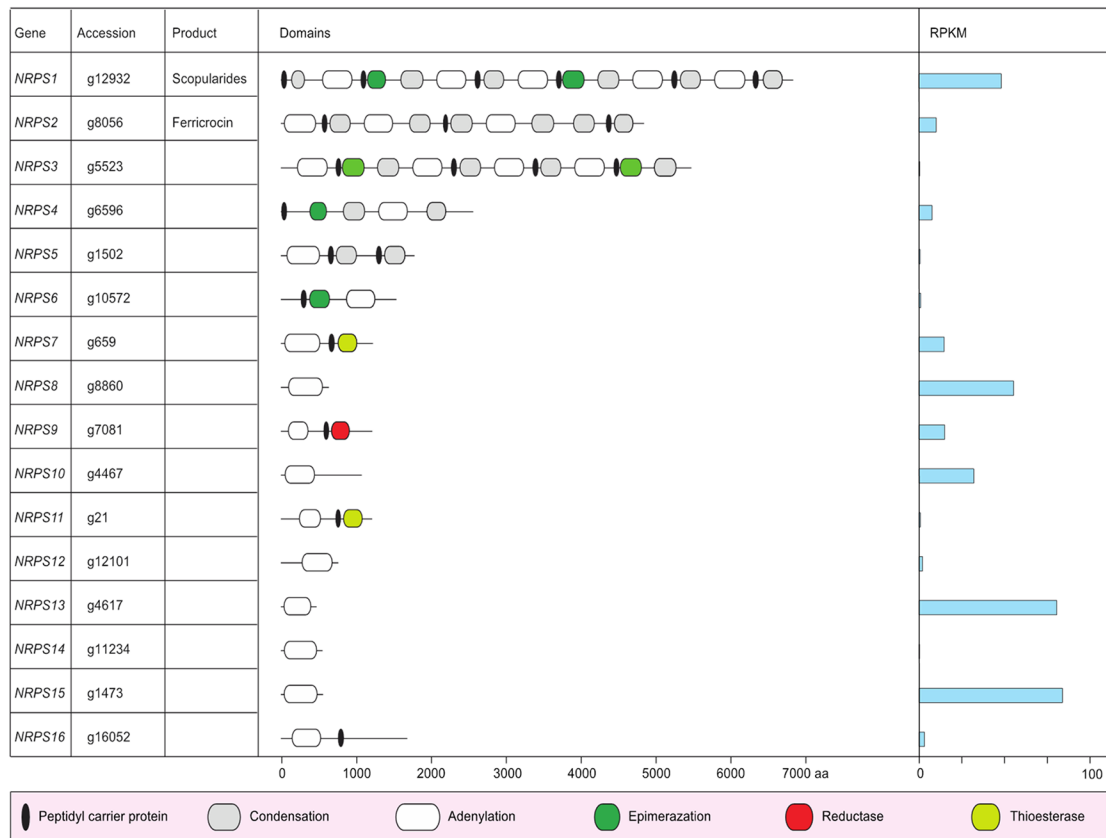 Gene Accession Product Domains RPKM
NRPS1 g12932 Scopularides
NRPS2 g8056 Ferricrocin
NRPS3 g5523
NRPS4 g6596
NRPS5 g1502
NRPS6 g10572
NRPS7 g659
NRPS8 g8860
NRPS9 g7081
NRPS10 g4467
NRPS11 g21
NRPS12 g12101
NRPS13 g4617
NRPS14 g11234
NRPS15 g1473
NRPS16 g16052
0 1000 2000 3000 4000 5000 6000 7000 aa 0 100
Peptidyl carrier protein Condensation Adenylation Epimerazation Reductase Thioesterase